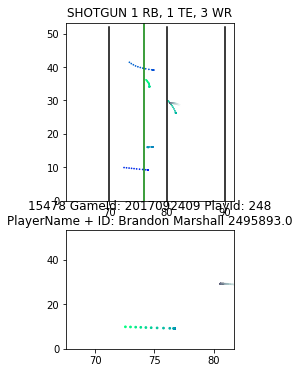 SHOTGUN 1 RB, 1 TE, 3 WR
50
40
30
20
10
0
70 80 90
15478 GameId: 2017092409 PlayId: 248
PlayerName + ID: Brandon Marshall 2495893.0
40
20
0
70 75 80